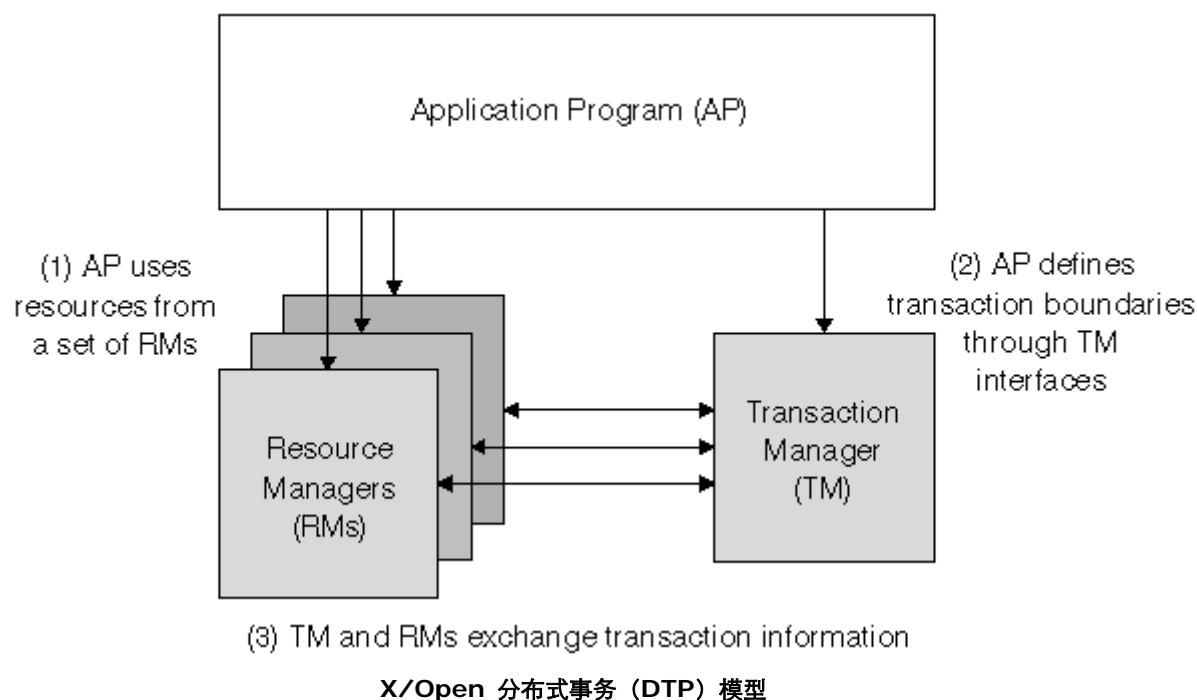 Application Program (AP)
(1) AP uses
resources from
a set of RMs
(2) AP defines
transaction boundaries
through TM
interfaces
Resource
Managers
(RMs)
Transaction
Manager
(TM)
(3) TM and RMs exchange transaction information
X/Open 分布式事务（DTP）模型